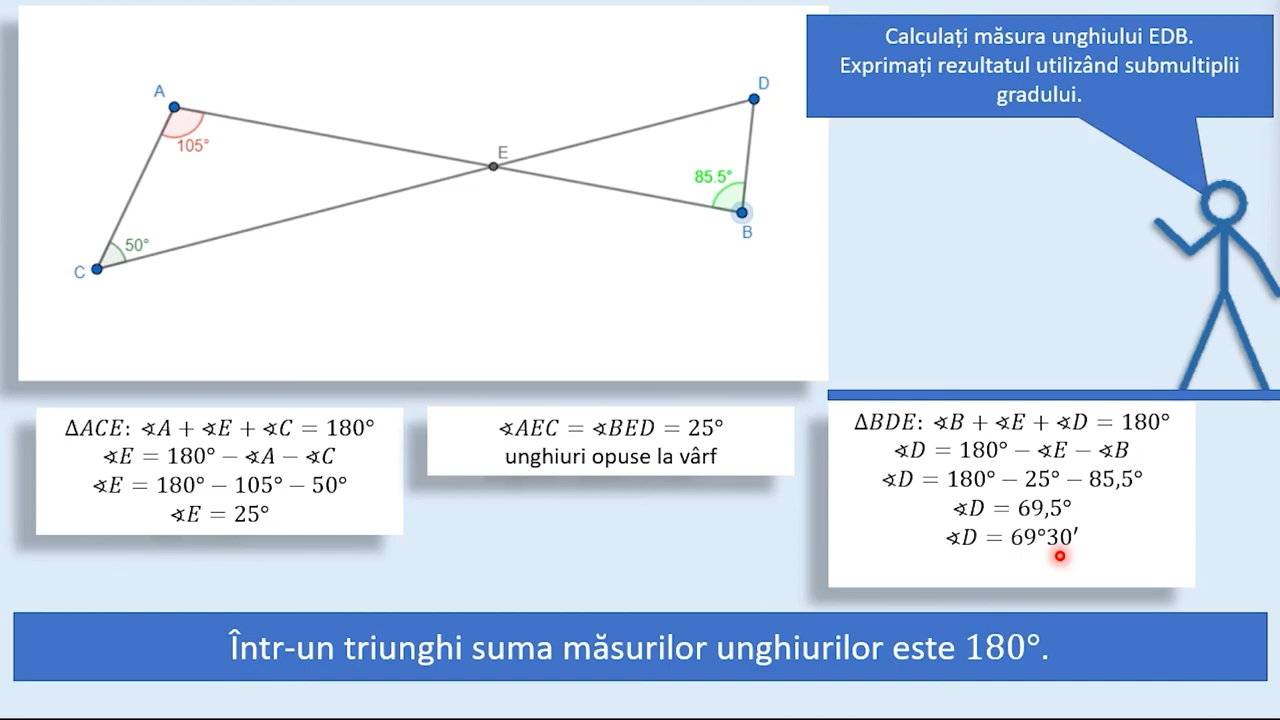 Calculați măsura unghiului EDB.
Exprimați rezultatul utilizând submultiplii
gradului.
A
105°
D
E
85.5°
B
50°
C
ΔACE: ∢A + ∢E + ∢C = 180°
∢E = 180° − ∢A − ∢C
∢E = 180° − 105° − 50°
∢E = 25°
∢AEC = ∢BED = 25°
unghiuri opuse la vârf
ΔBDE: ∢B + ∢E + ∢D = 180°
∢D = 180° − ∢E − ∢B
∢D = 180° − 25° − 85,5°
∢D = 69,5°
∢D = 69°30′
Într-un triunghi suma măsurilor unghiurilor este 180°.